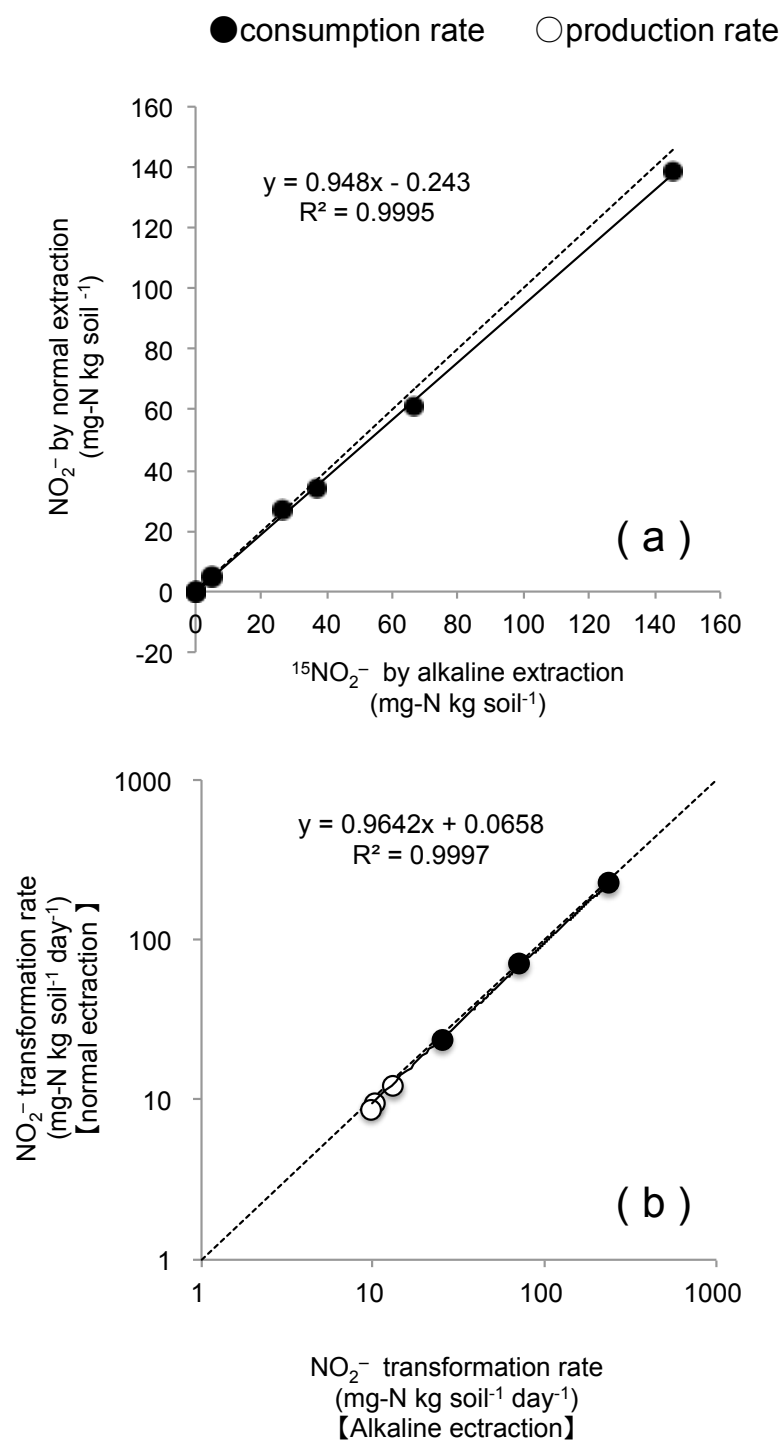 ●consumption rate ○production rate
160
140
120
100
80
60
40
20
0
-20
y = 0.948x - 0.243
R² = 0.9995
NO₂⁻ by normal extraction
(mg-N kg soil ⁻¹)
( a )
0 20 40 60 80 100 120 140 160
¹⁵NO₂⁻ by alkaline extraction
(mg-N kg soil⁻¹)
1000
100
10
1
y = 0.9642x + 0.0658
R² = 0.9997
NO₂⁻ transformation rate
(mg-N kg soil⁻¹ day⁻¹)
【normal ectraction 】
( b )
1 10 100 1000
NO₂⁻ transformation rate
(mg-N kg soil⁻¹ day⁻¹)
【Alkaline ectraction】